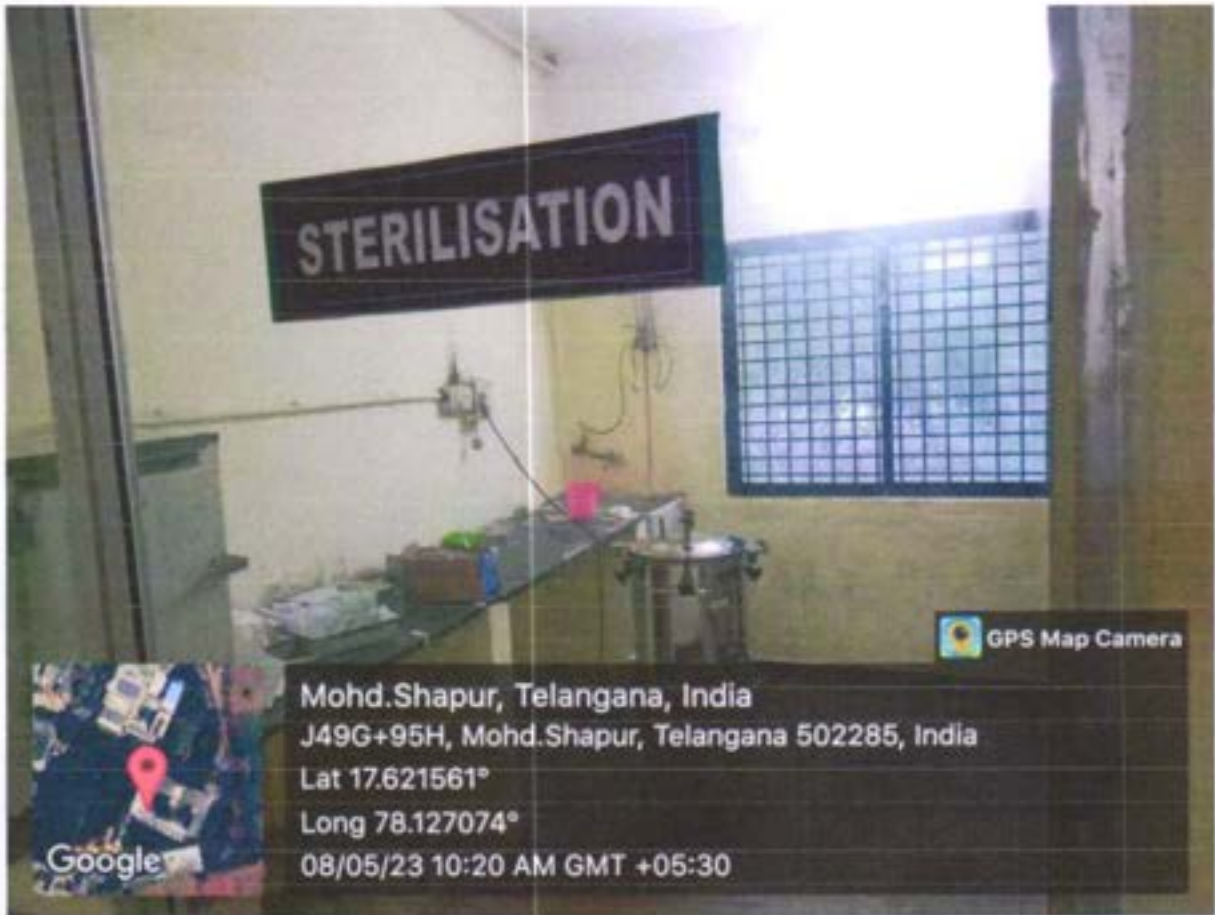 STERILISATION
GPS Map Camera
Mohd.Shapur, Telangana, India
J49G+95H, Mohd.Shapur, Telangana 502285, India
Lat 17.621561°
Long 78.127074°
08/05/23 10:20 AM GMT +05:30
Google